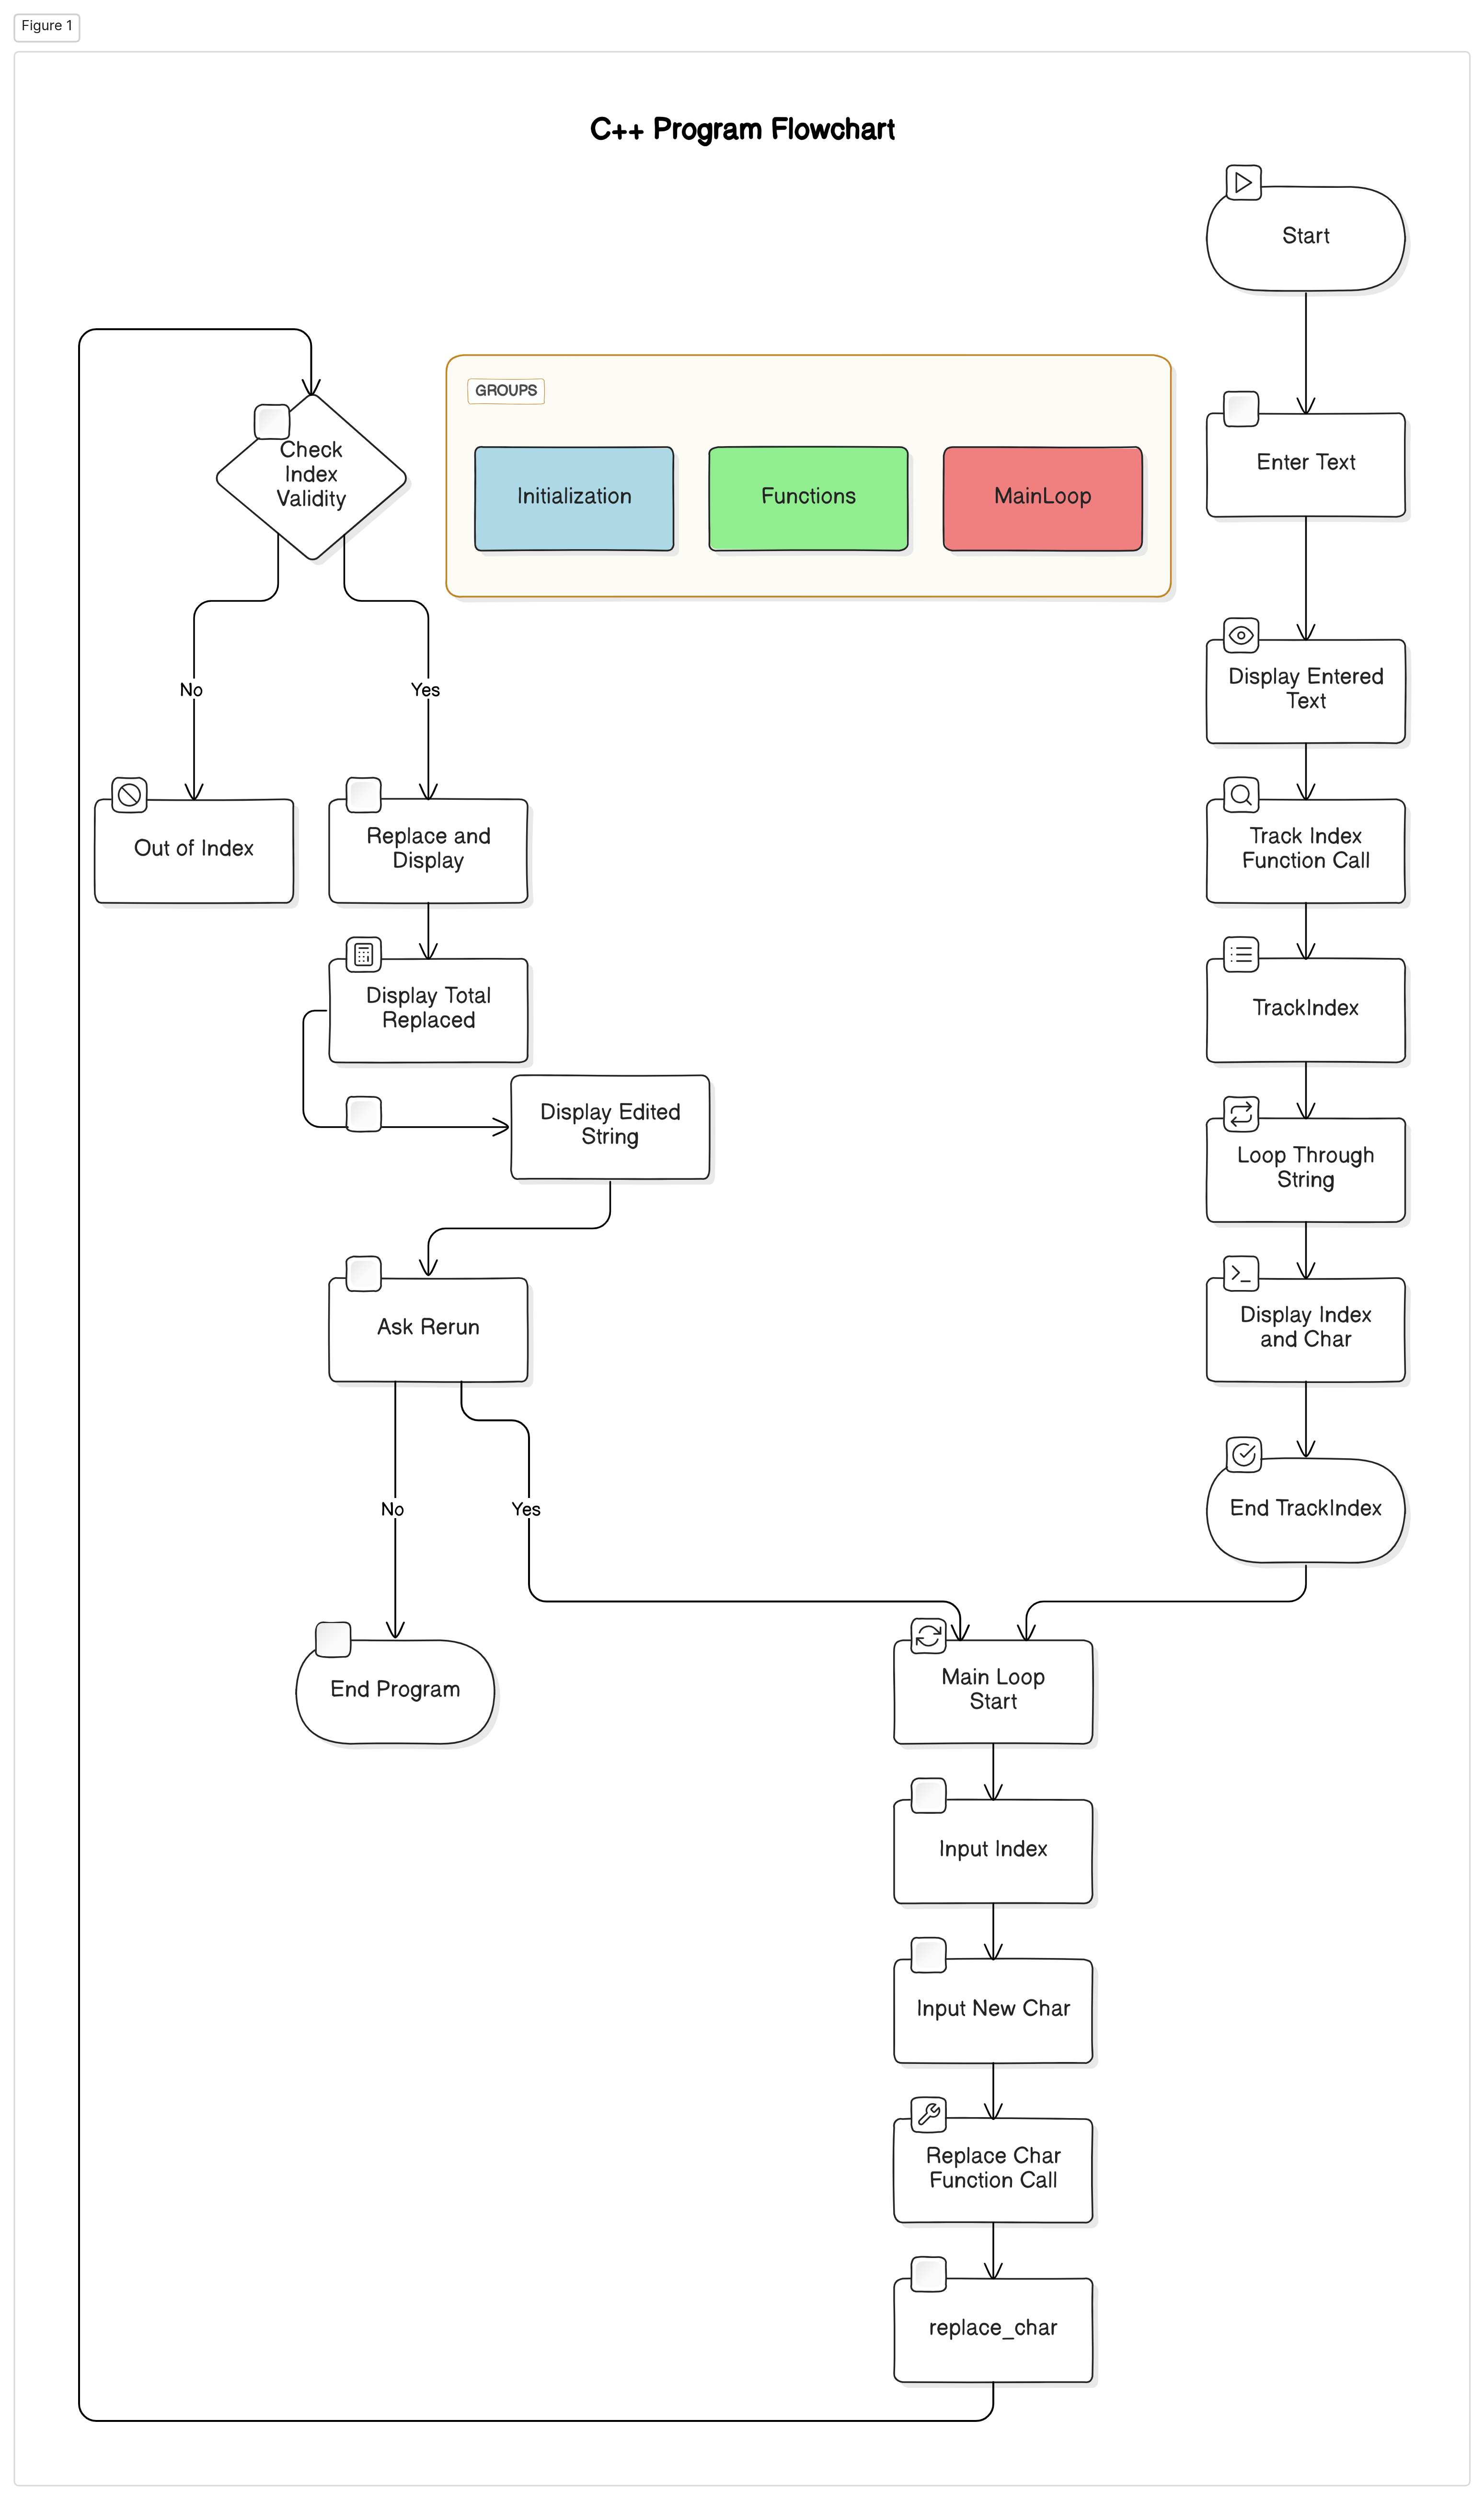 Figure 1
C++ Program Flowchart
Start
GROUPS
Initialization
Functions
MainLoop
Enter Text
Check
Index
Validity
No
Yes
Display Entered
Text
Out of Index
Replace and
Display
Track Index
Function Call
Display Total
Replaced
TrackIndex
Display Edited
String
Loop Through
String
Ask Rerun
Display Index
and Char
No
Yes
End TrackIndex
End Program
Main Loop
Start
Input Index
Input New Char
Replace Char
Function Call
replace_char